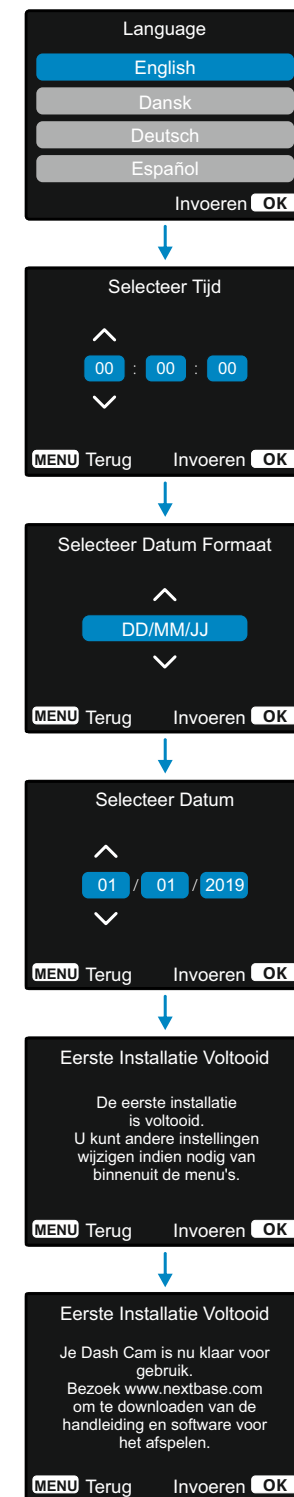 Language
English
Dansk
Deutsch
Español
Invoeren OK
Selecteer Tijd
00 : 00 : 00
MENU Terug Invoeren OK
Selecteer Datum Formaat
DD/MM/JJ
MENU Terug Invoeren OK
Selecteer Datum
01 / 01 / 2019
MENU Terug Invoeren OK
Eerste Installatie Voltooid
De eerste installatie
is voltooid.
U kunt andere instellingen
wijzigen indien nodig van
binnenuit de menu's.
MENU Terug Invoeren OK
Eerste Installatie Voltooid
Je Dash Cam is nu klaar voor
gebruik.
Bezoek www.nextbase.com
om te downloaden van de
handleiding en software voor
het afspelen.
MENU Terug Invoeren OK